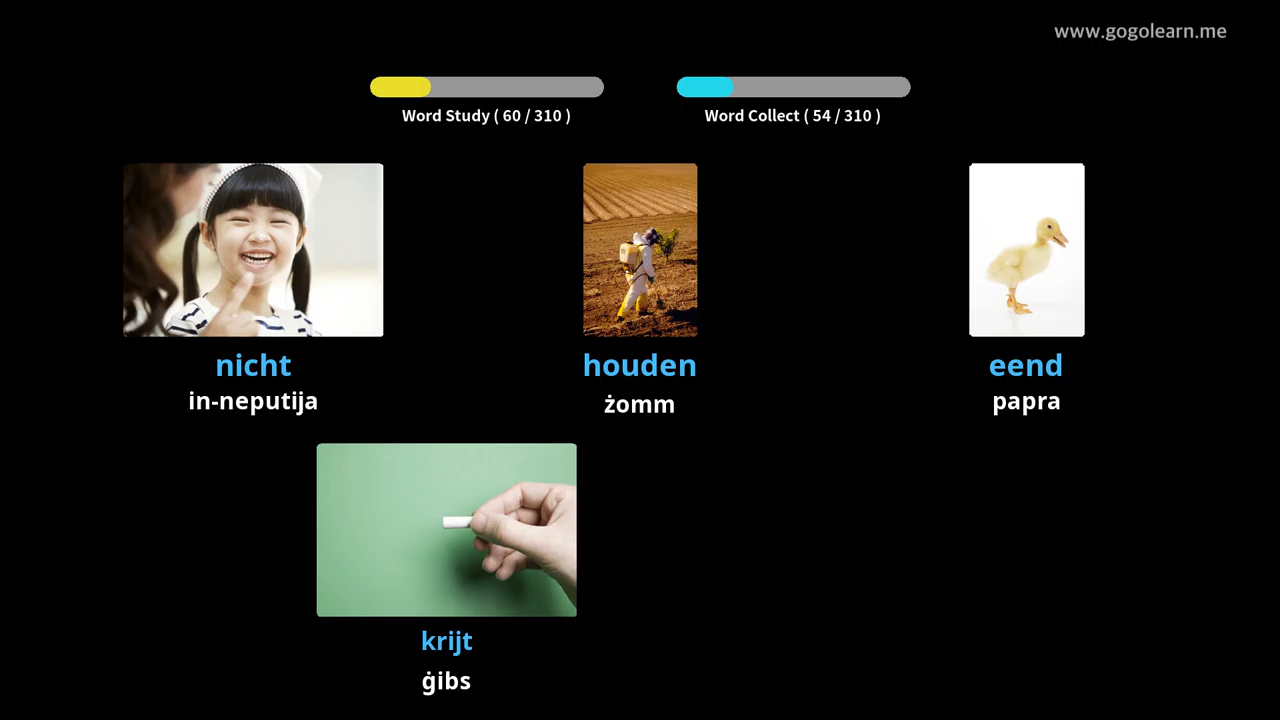 www.gogolearn.me
Word Study ( 60 / 310 )
Word Collect ( 54 / 310 )
nicht
in-neputija
houden
żomm
eend
papra
krijt
ġibs